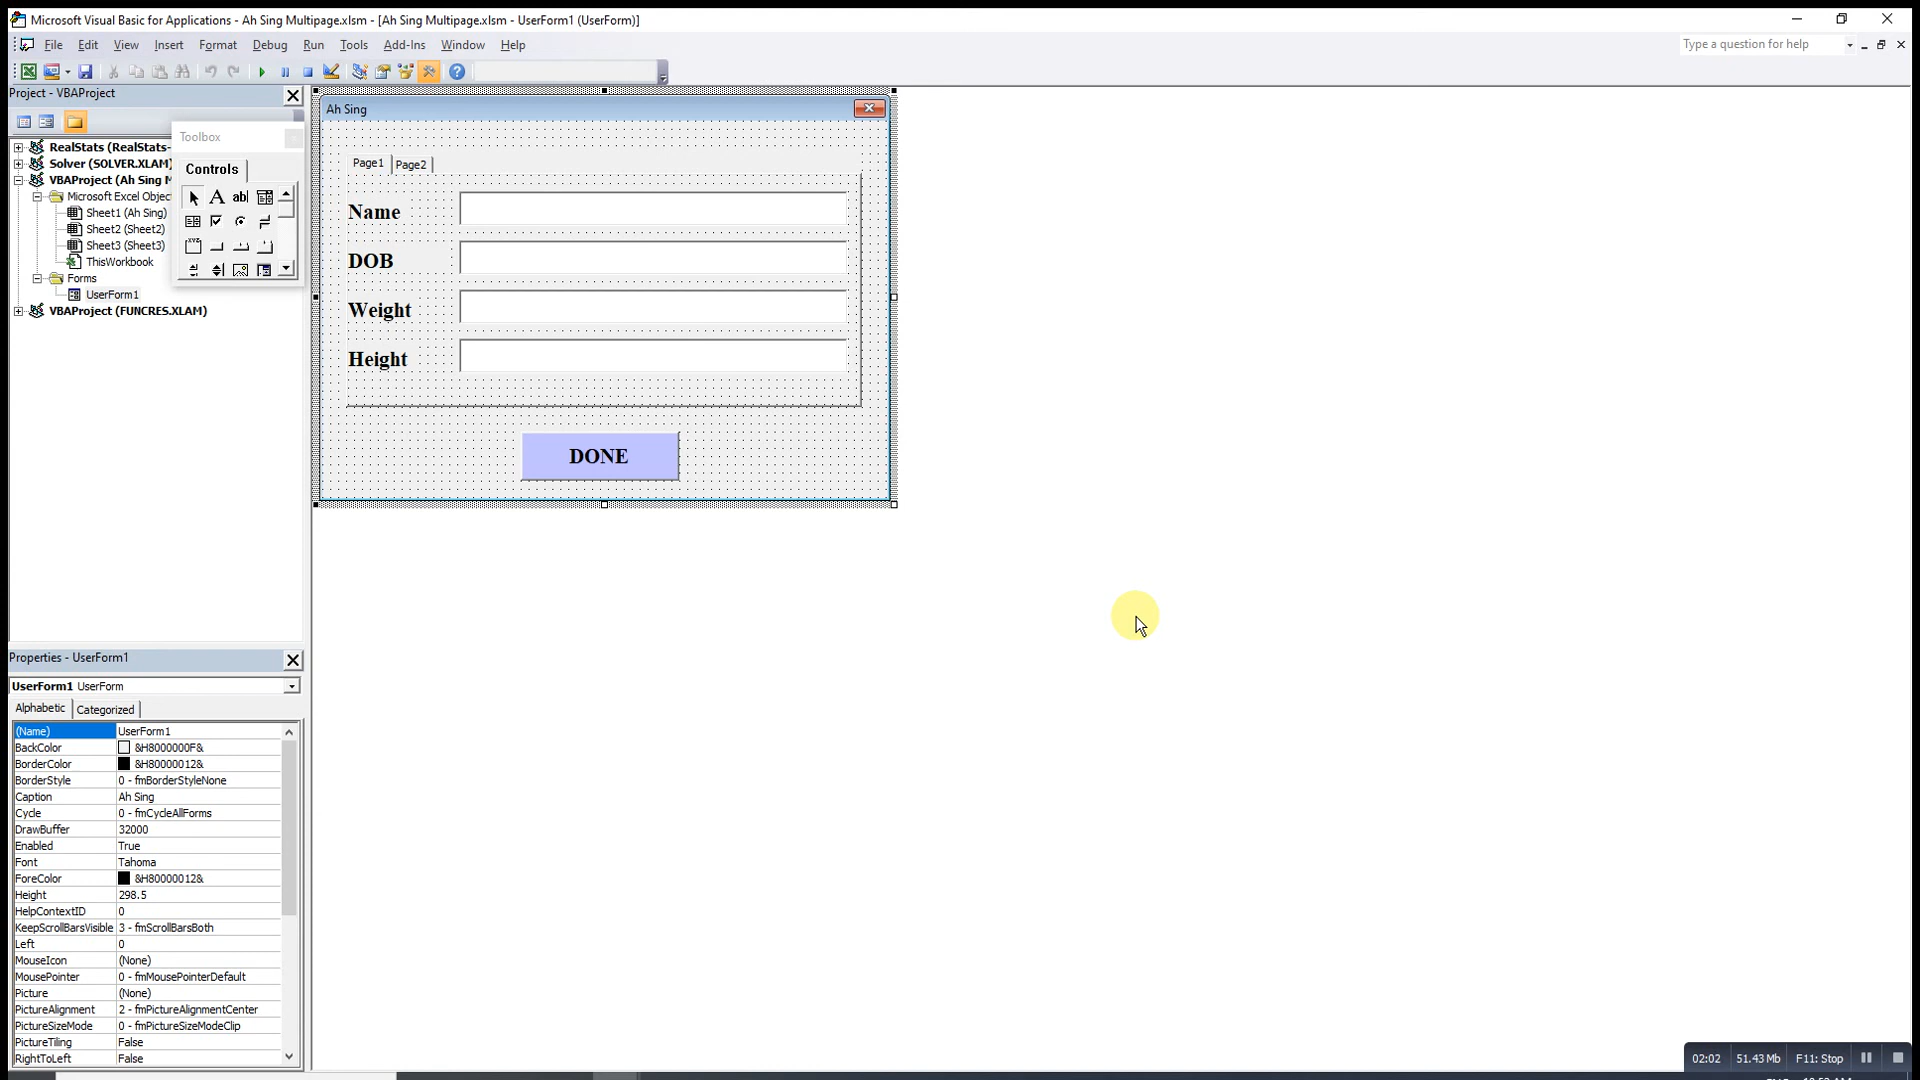 Microsoft Visual Basic for Applications - Ah Sing Multipage.xlsm - [Ah Sing Multipage.xlsm - UserForm1 (UserForm)]
File Edit View Insert Format Debug Run Tools Add-Ins Window Help
Type a question for help
Project - VBAProject
RealStats (RealStats-
Solver (SOLVER.XLAM)
VBAProject (Ah Sing M
Microsoft Excel Objec
Sheet1 (Ah Sing)
Sheet2 (Sheet2)
Sheet3 (Sheet3)
ThisWorkbook
Forms
UserForm1
VBAProject (FUNCRES.XLAM)
Toolbox
Controls
A ab|
Ah Sing
Page1 Page2
Name
DOB
Weight
Height
DONE
Properties - UserForm1
UserForm1 UserForm
Alphabetic Categorized
(Name) UserForm1
BackColor &H8000000F&
BorderColor &H80000012&
BorderStyle 0 - fmBorderStyleNone
Caption Ah Sing
Cycle 0 - fmCycleAllForms
DrawBuffer 32000
Enabled True
Font Tahoma
ForeColor &H80000012&
Height 298.5
HelpContextID 0
KeepScrollBarsVisible 3 - fmScrollBarsBoth
Left 0
MouseIcon (None)
MousePointer 0 - fmMousePointerDefault
Picture (None)
PictureAlignment 2 - fmPictureAlignmentCenter
PictureSizeMode 0 - fmPictureSizeModeClip
PictureTiling False
RightToLeft False
02:02 51.43 Mb F11: Stop